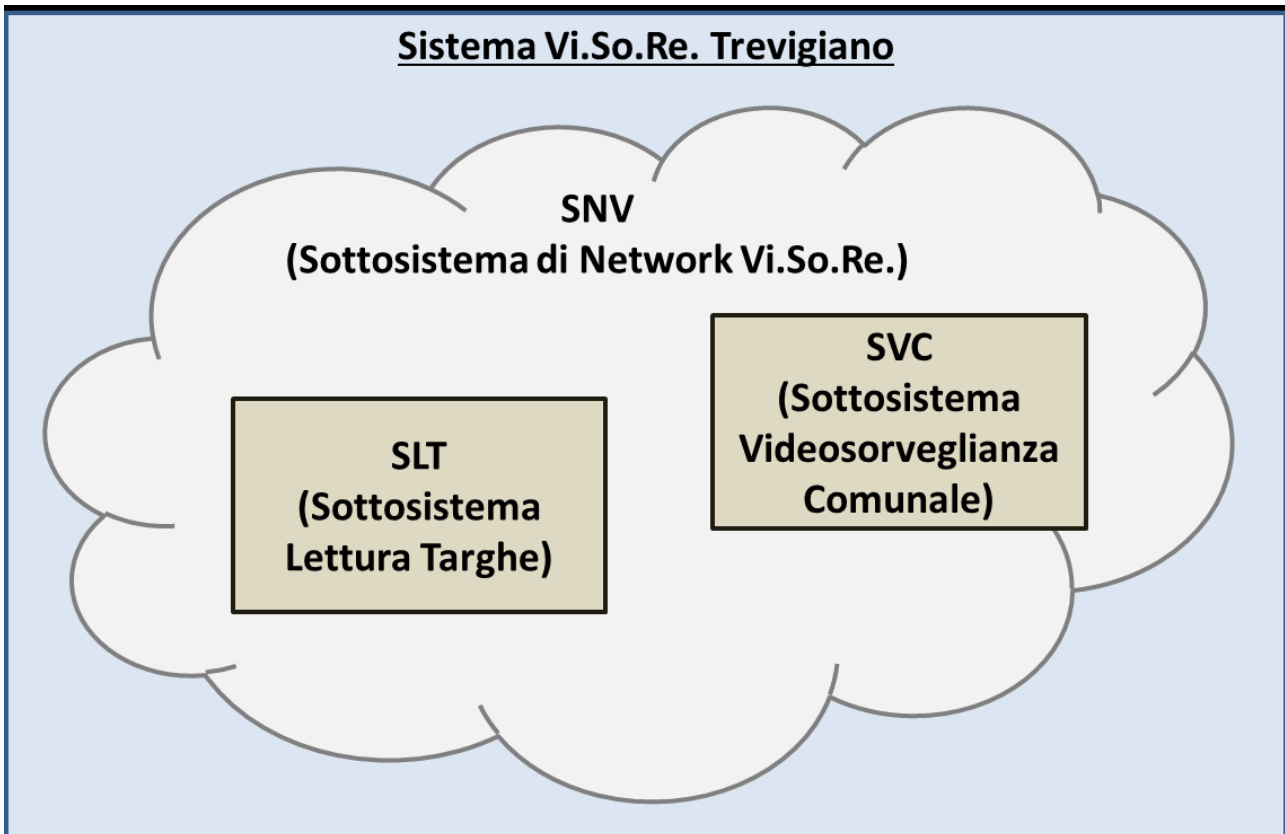 Sistema Vi.So.Re. Trevigiano
SNV
(Sottosistema di Network Vi.So.Re.)
SVC
(Sottosistema
Videosorveglianza
Comunale)
SLT
(Sottosistema
Lettura Targhe)